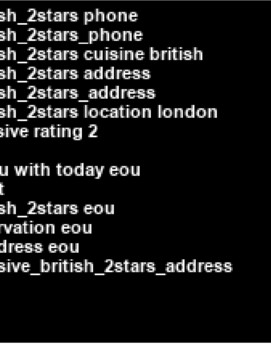 sh_2stars phone
sh_2stars_phone
sh_2stars cuisine british
sh_2stars address
sh_2stars_address
sh_2stars location london
sive rating 2
u with today eou
t
sh_2stars eou
rvation eou
dress eou
sive_british_2stars_address